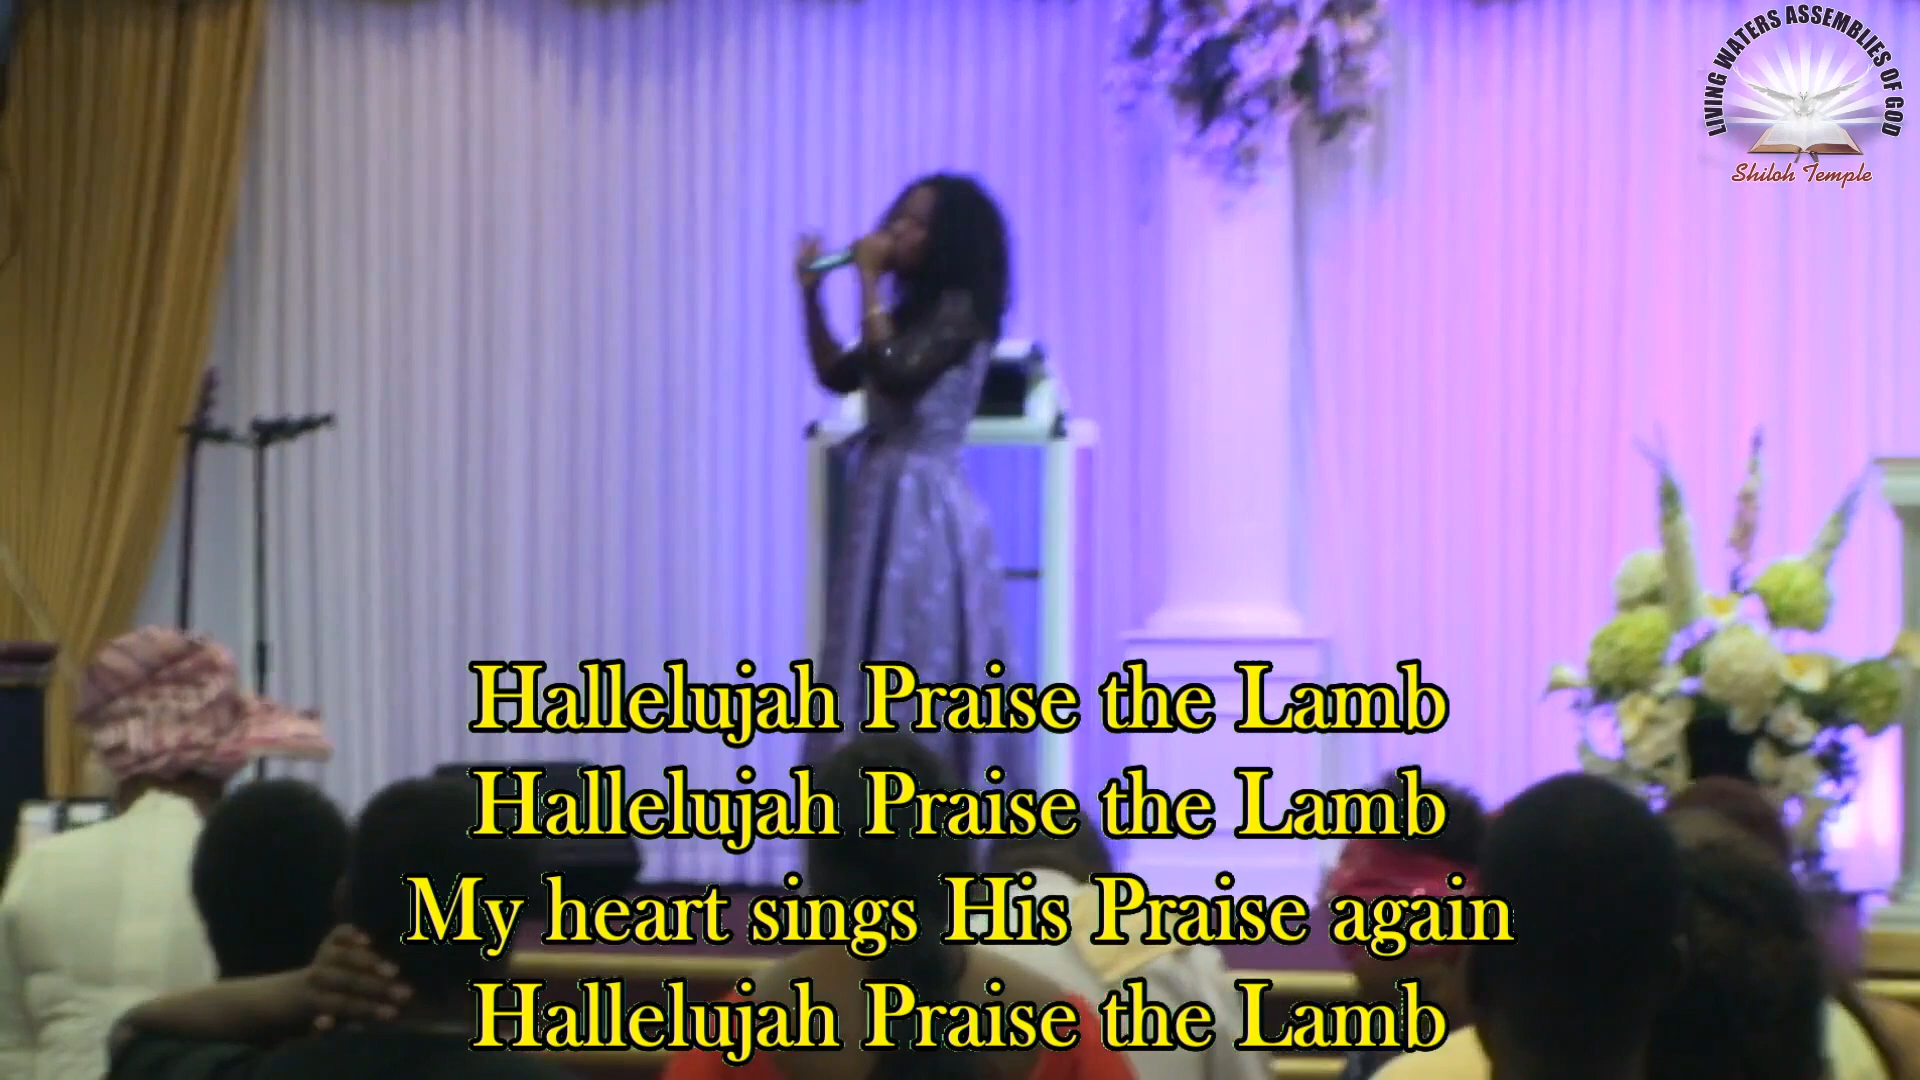 LIVING WATERS ASSEMBLIES OF GOD
Shiloh Temple
Hallelujah Praise the Lamb
Hallelujah Praise the Lamb
My heart sings His Praise again
Hallelujah Praise the Lamb